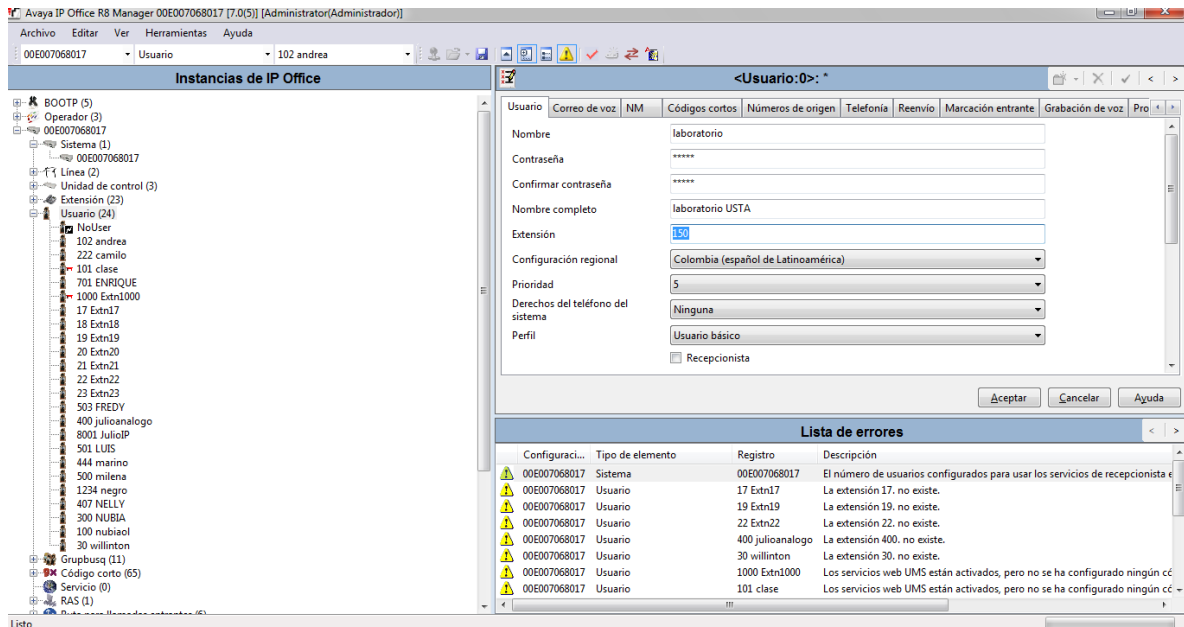 Avaya IP Office R8 Manager 00E007068017 [7.0(5)] [Administrator(Administrador)]
Archivo Editar Ver Herramientas Ayuda
00E007068017 Usuario 102 andrea
Instancias de IP Office
BOOTP (5)
Operador (3)
00E007068017
Sistema (1)
00E007068017
Línea (2)
Unidad de control (3)
Extensión (23)
Usuario (24)
NoUser
102 andrea
222 camilo
101 clase
701 ENRIQUE
1000 Extn1000
17 Extn17
18 Extn18
19 Extn19
20 Extn20
21 Extn21
22 Extn22
23 Extn23
503 FREDY
400 julioanalogo
8001 JulioIP
501 LUIS
444 marino
500 milena
1234 negro
407 NELLY
300 NUBIA
100 nubiaol
30 willinton
Grupbusq (11)
Código corto (65)
Servicio (0)
RAS (1)
Ruta para llamadas entrantes (6)
<Usuario:0>: *
Usuario Correo de voz NM Códigos cortos Números de origen Telefonía Reenvío Marcación entrante Grabación de voz Pro
Nombre laboratorio
Contraseña *****
Confirmar contraseña *****
Nombre completo laboratorio USTA
Extensión 150
Configuración regional Colombia (español de Latinoamérica)
Prioridad 5
Derechos del teléfono del sistema Ninguna
Perfil Usuario básico
Recepcionista
Aceptar Cancelar Ayuda
Lista de errores
Configuraci... Tipo de elemento Registro Descripción
00E007068017 Sistema 00E007068017 El número de usuarios configurados para usar los servicios de recepcionista e
00E007068017 Usuario 17 Extn17 La extensión 17. no existe.
00E007068017 Usuario 19 Extn19 La extensión 19. no existe.
00E007068017 Usuario 22 Extn22 La extensión 22. no existe.
00E007068017 Usuario 400 julioanalogo La extensión 400. no existe.
00E007068017 Usuario 30 willinton La extensión 30. no existe.
00E007068017 Usuario 1000 Extn1000 Los servicios web UMS están activados, pero no se ha configurado ningún có
00E007068017 Usuario 101 clase Los servicios web UMS están activados, pero no se ha configurado ningún có
Listo